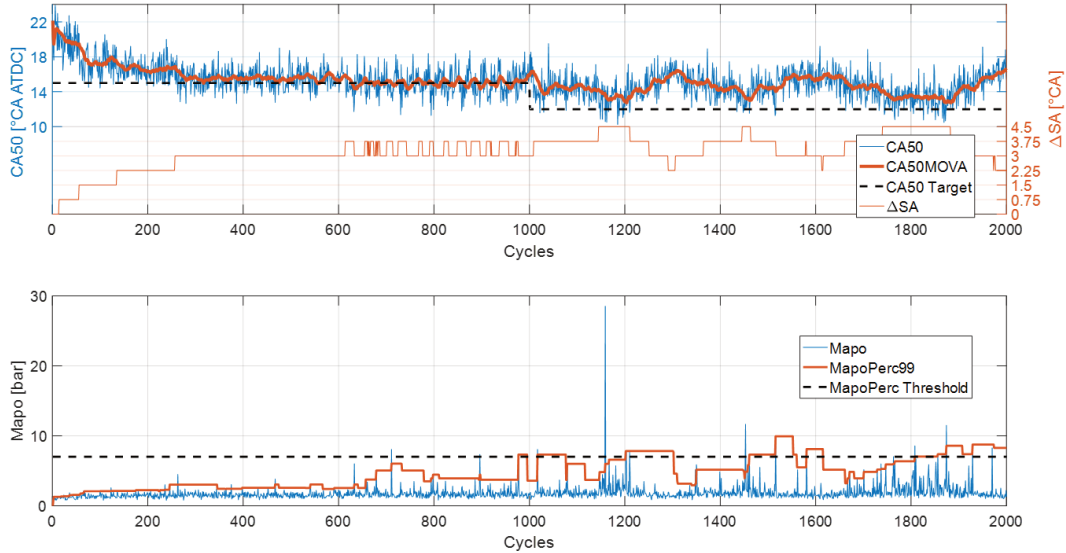 22
18
14
10
CA50 [°CA ATDC]
4.5
3.75
3
2.25
1.5
0.75
0
ΔSA [°CA]
CA50
CA50MOVA
CA50 Target
ΔSA
0 200 400 600 800 1000 1200 1400 1600 1800 2000
Cycles
30
20
10
0
Mapo [bar]
Mapo
MapoPerc99
MapoPerc Threshold
0 200 400 600 800 1000 1200 1400 1600 1800 2000
Cycles